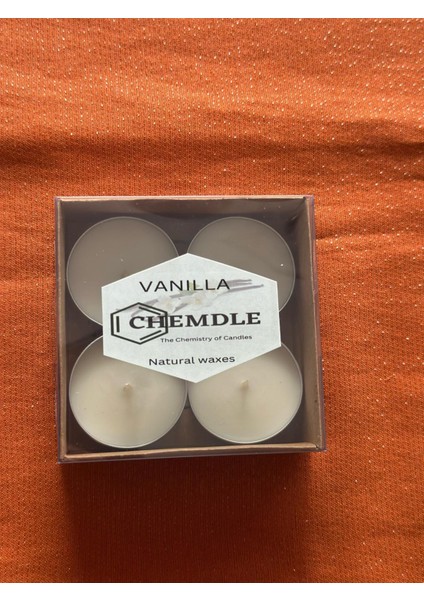 VANILLA
CHEMDLE
The Chemistry of Candles
Natural waxes